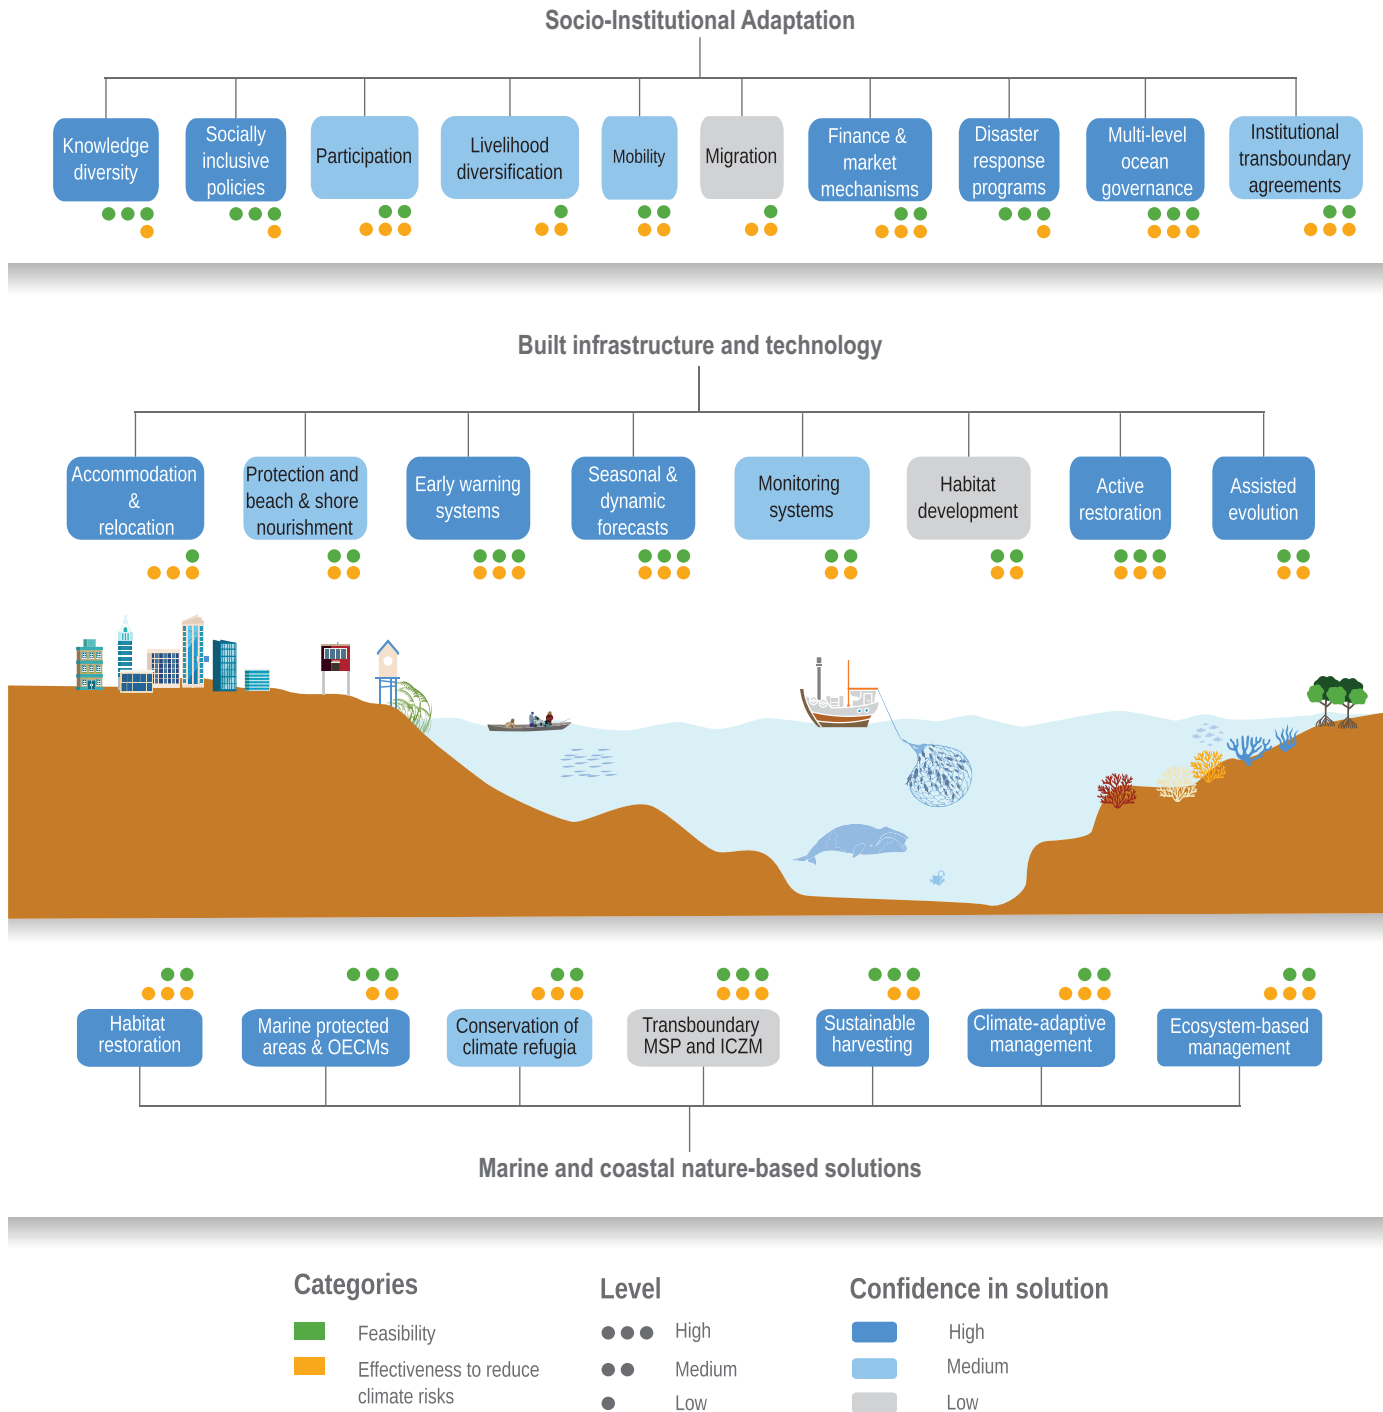 Socio-Institutional Adaptation
Knowledge
diversity
Socially
inclusive
policies
Participation
Livelihood
diversification
Mobility
Migration
Finance &
market
mechanisms
Disaster
response
programs
Multi-level
ocean
governance
Institutional
transboundary
agreements
Built infrastructure and technology
Accommodation
&
relocation
Protection and
beach & shore
nourishment
Early warning
systems
Seasonal &
dynamic
forecasts
Monitoring
systems
Habitat
development
Active
restoration
Assisted
evolution
Habitat
restoration
Marine protected
areas & OECMs
Conservation of
climate refugia
Transboundary
MSP and ICZM
Sustainable
harvesting
Climate-adaptive
management
Ecosystem-based
management
Marine and coastal nature-based solutions
Categories
Feasibility
Effectiveness to reduce
climate risks
Level
High
Medium
Low
Confidence in solution
High
Medium
Low